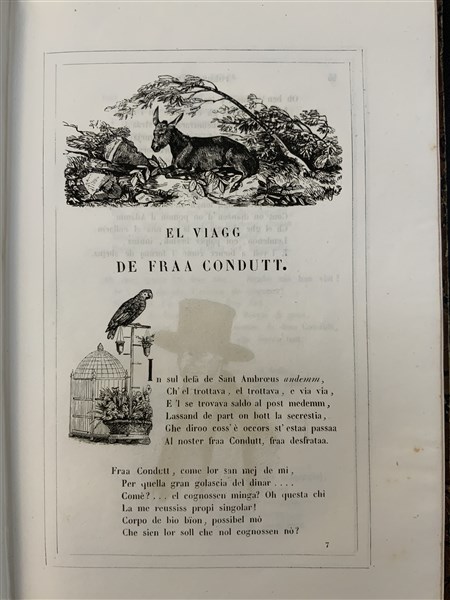 EL VIAGG
DE FRAA CONDUTT.
In sul defà de Sant Ambrœus andemm,
Ch'el trottava, el trottava, e via via,
E 'l se trovava saldo al post medemm,
Lassand de part on bott la secrestia,
Ghe diroo coss' è occors st' estaa passaa
Al noster fraa Condutt, fraa desfrataa.
Fraa Condutt, come lor san mej de mi,
Per quella gran golascia del dinar ....
Comè? ... el cognossen minga? Oh questa chì
La me reussiss propi singolar!
Corpo de bio bion, possibel mò
Che sien lor soll che nol cognossen nò?
7